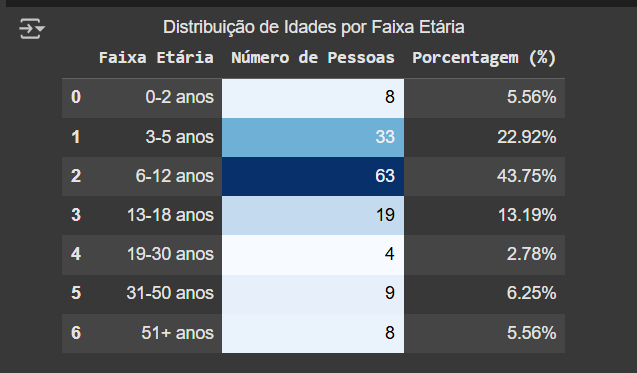 Distribuição de Idades por Faixa Etária
Faixa Etária Número de Pessoas Porcentagem (%)
0 0-2 anos 8 5.56%
1 3-5 anos 33 22.92%
2 6-12 anos 63 43.75%
3 13-18 anos 19 13.19%
4 19-30 anos 4 2.78%
5 31-50 anos 9 6.25%
6 51+ anos 8 5.56%